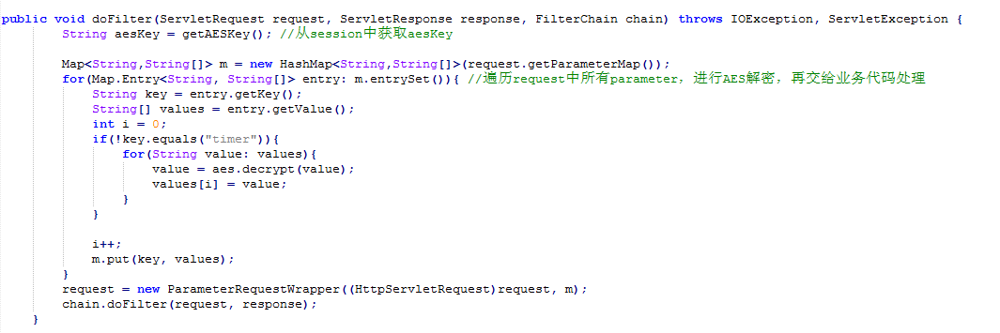 public void doFilter(ServletRequest request, ServletResponse response, FilterChain chain) throws IOException, ServletException {
String aesKey = getAESKey(); //从session中获取aesKey
Map<String,String[]> m = new HashMap<String,String[]>(request.getParameterMap());
for(Map.Entry<String, String[]> entry: m.entrySet()){ //遍历request中所有parameter，进行AES解密，再交给业务代码处理
String key = entry.getKey();
String[] values = entry.getValue();
int i = 0;
if(!key.equals("timer")){
for(String value: values){
value = aes.decrypt(value);
values[i] = value;
}
}
i++;
m.put(key, values);
}
request = new ParameterRequestWrapper((HttpServletRequest)request, m);
chain.doFilter(request, response);
}